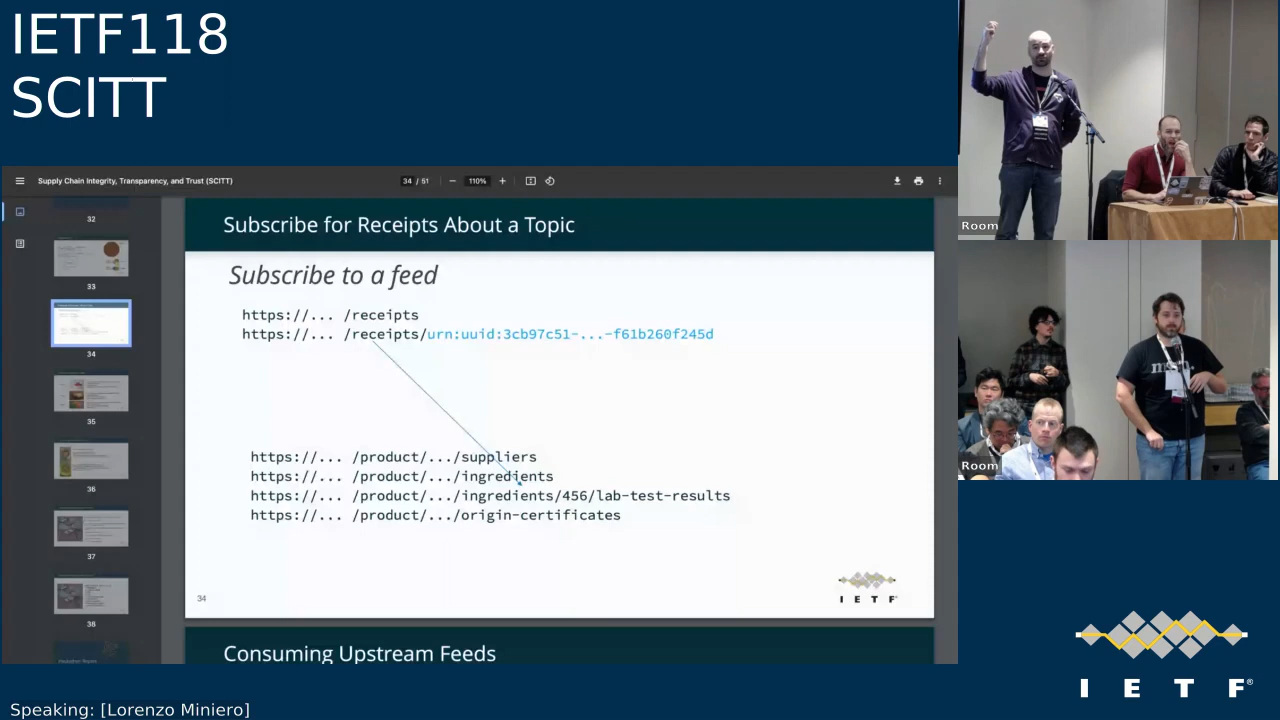 IETF118
SCITT
Supply Chain Integrity, Transparency, and Trust (SCITT)
34 / 51
110%
32
33
34
35
36
37
38
Subscribe for Receipts About a Topic
Subscribe to a feed
https://... /receipts
https://... /receipts/urn:uuid:3cb97c51-...-f61b260f245d
https://... /product/.../suppliers
https://... /product/.../ingredients
https://... /product/.../ingredients/456/lab-test-results
https://... /product/.../origin-certificates
34
I E T F®
Consuming Upstream Feeds
Room
Room
I E T F®
Speaking: [Lorenzo Miniero]